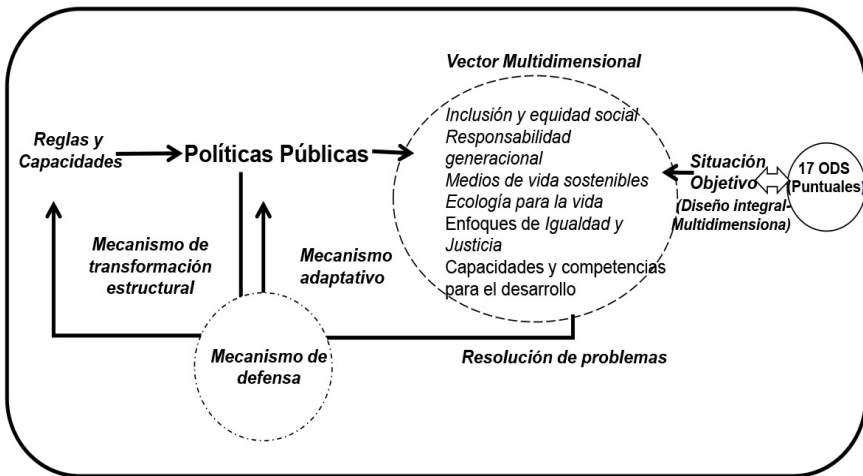 Vector Multidimensional
Reglas y
Capacidades
Políticas Públicas
Inclusión y equidad social
Responsabilidad
generacional
Medios de vida sostenibles
Ecología para la vida
Enfoques de Igualdad y
Justicia
Capacidades y competencias
para el desarrollo
Situación
Objetivo
(Diseño integral-
Multidimensiona)
17 ODS
(Puntuales)
Mecanismo de
transformación
estructural
Mecanismo
adaptativo
Mecanismo de
defensa
Resolución de problemas